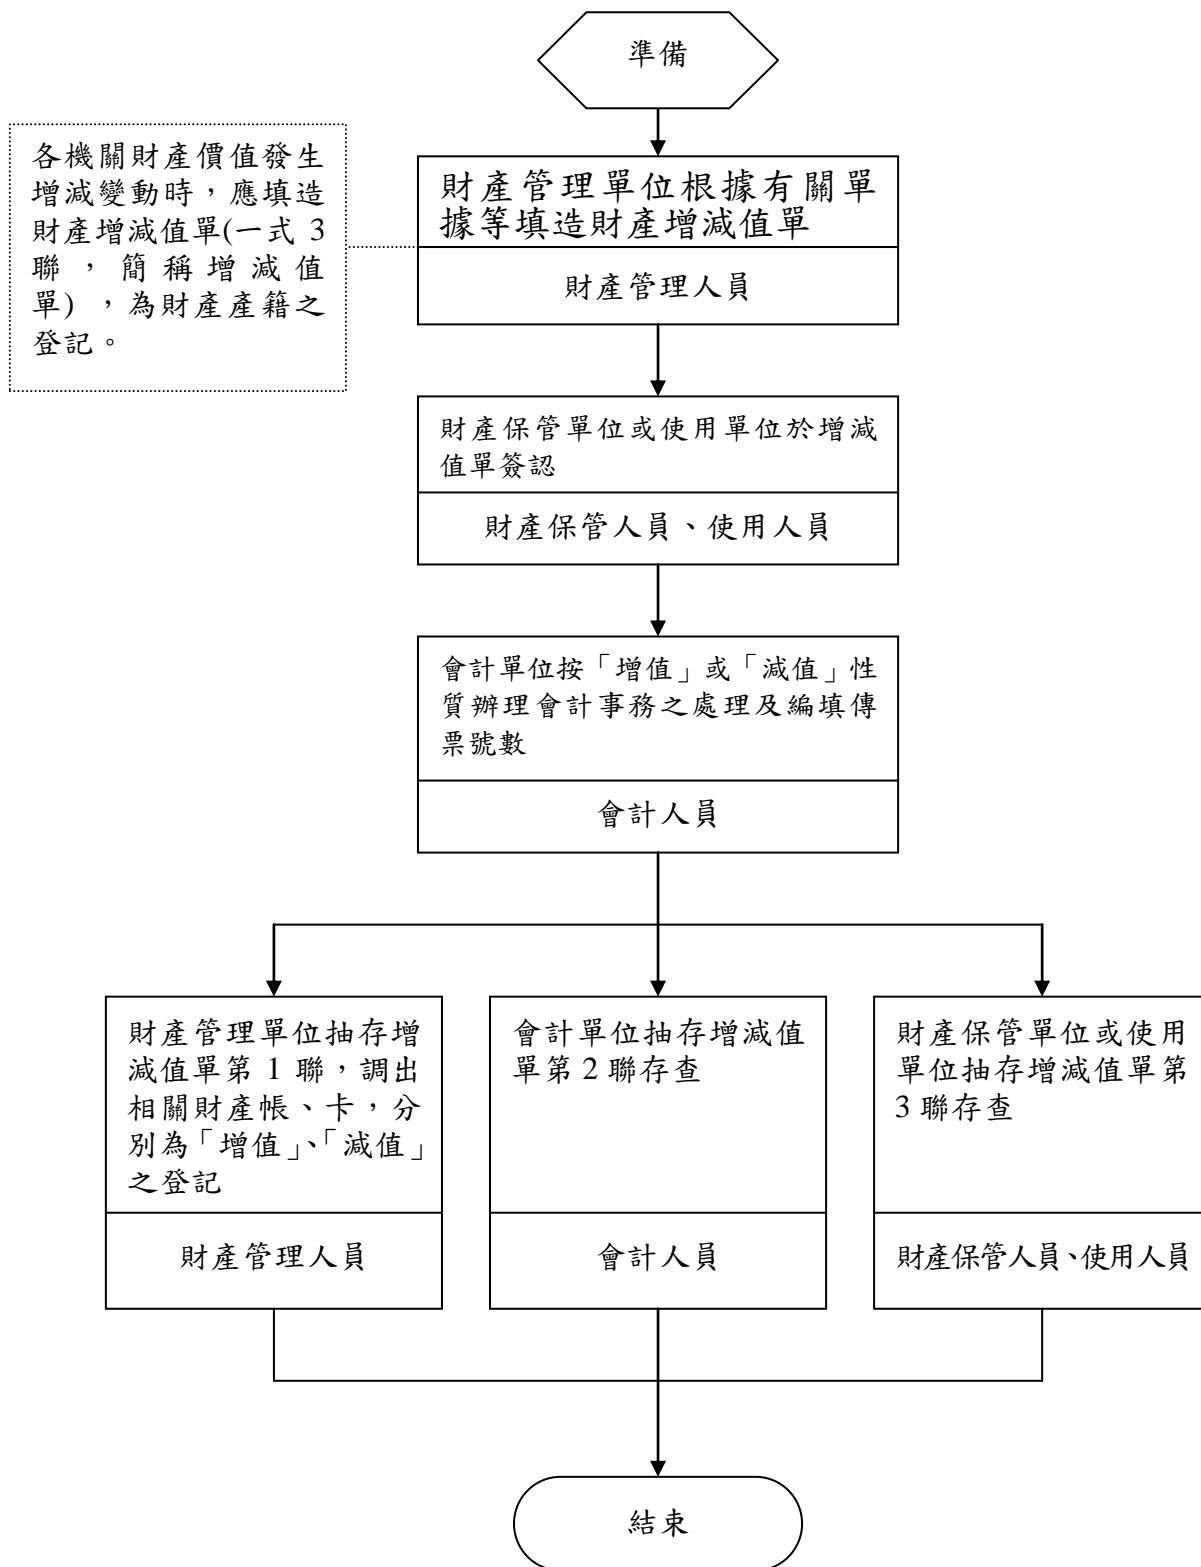 準備
各機關財產價值發生
增減變動時，應填造
財產增減值單(一式 3
聯，簡稱增減值
單)，為財產產籍之
登記。
財產管理單位根據有關單
據等填造財產增減值單
財產管理人員
財產保管單位或使用單位於增減
值單簽認
財產保管人員、使用人員
會計單位按「增值」或「減值」性
質辦理會計事務之處理及編填傳
票號數
會計人員
財產管理單位抽存增
減值單第 1 聯，調出
相關財產帳、卡，分
別為「增值」、「減值」
之登記
財產管理人員
會計單位抽存增減值
單第 2 聯存查
會計人員
財產保管單位或使用
單位抽存增減值單第
3 聯存查
財產保管人員、使用人員
結束